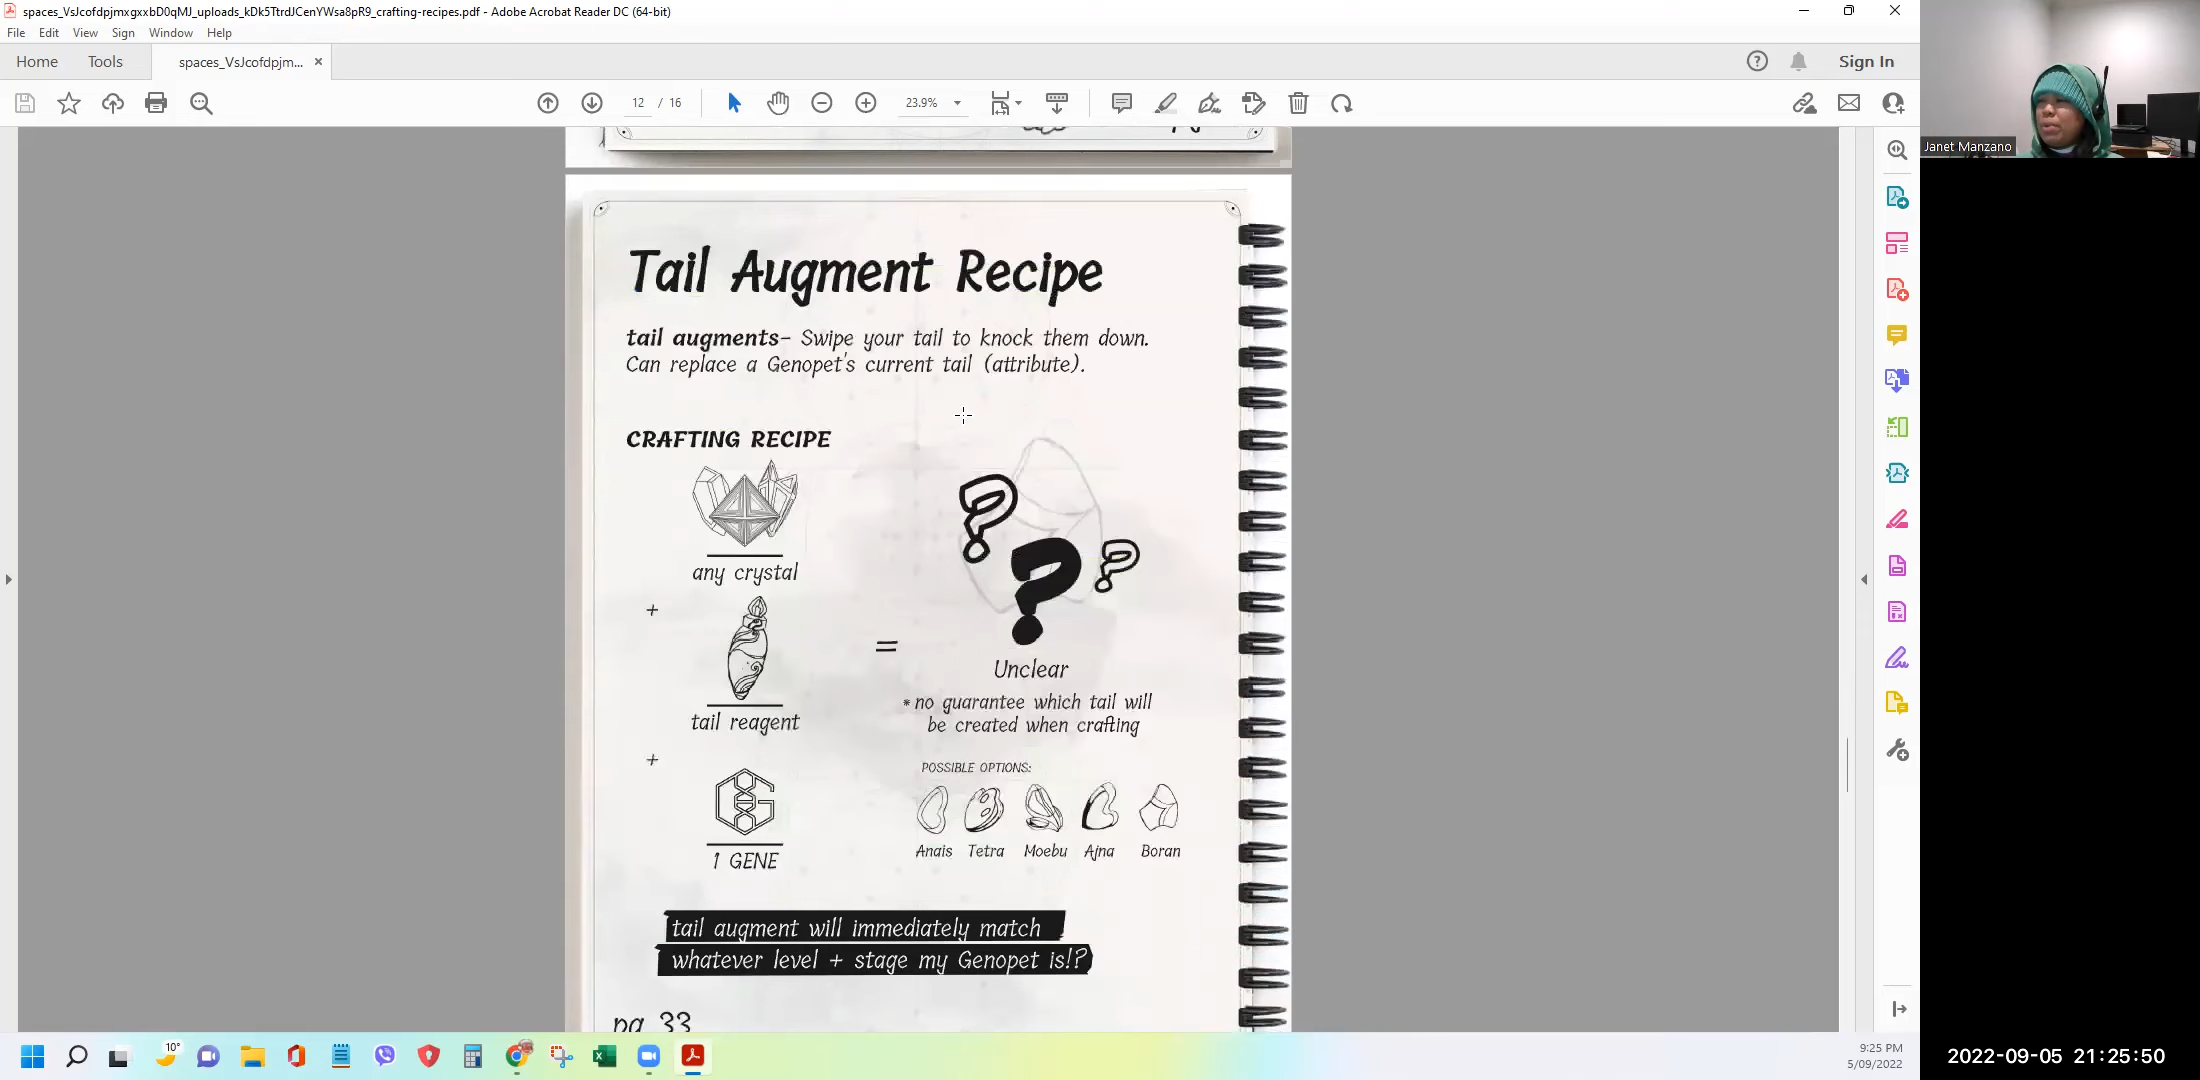 spaces_VsJcofdpjmxgxxbD0qMJ_uploads_kDk5TtrdJCenYWsa8pR9_crafting-recipes.pdf - Adobe Acrobat Reader DC (64-bit)
File Edit View Sign Window Help
Home Tools spaces_VsJcofdpjm... Sign In
12 / 16 23.9%
Janet Manzano
Tail Augment Recipe
tail augments- Swipe your tail to knock them down.
Can replace a Genopet's current tail (attribute).
CRAFTING RECIPE
any crystal
+
tail reagent
+
1 GENE
=
???
Unclear
*no guarantee which tail will
be created when crafting
POSSIBLE OPTIONS:
Anais Tetra Moebu Ajna Boran
tail augment will immediately match
whatever level + stage my Genopet is!?
pg 33
10°
9:25 PM
5/09/2022
2022-09-05 21:25:50